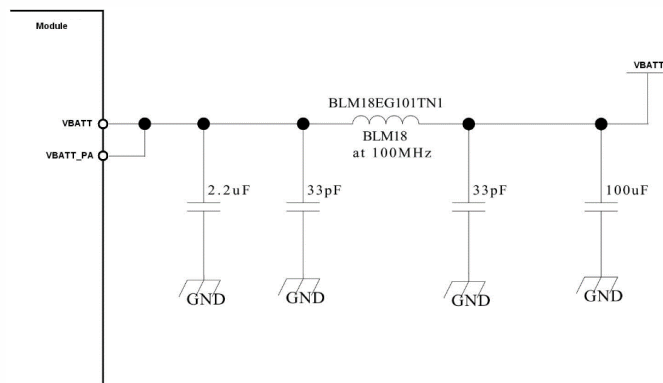 Module
VBATT
BLM18EG101TN1
VBATT
BLM18
at 100MHz
VBATT_PA
2.2uF
33pF
33pF
100uF
GND
GND
GND
GND